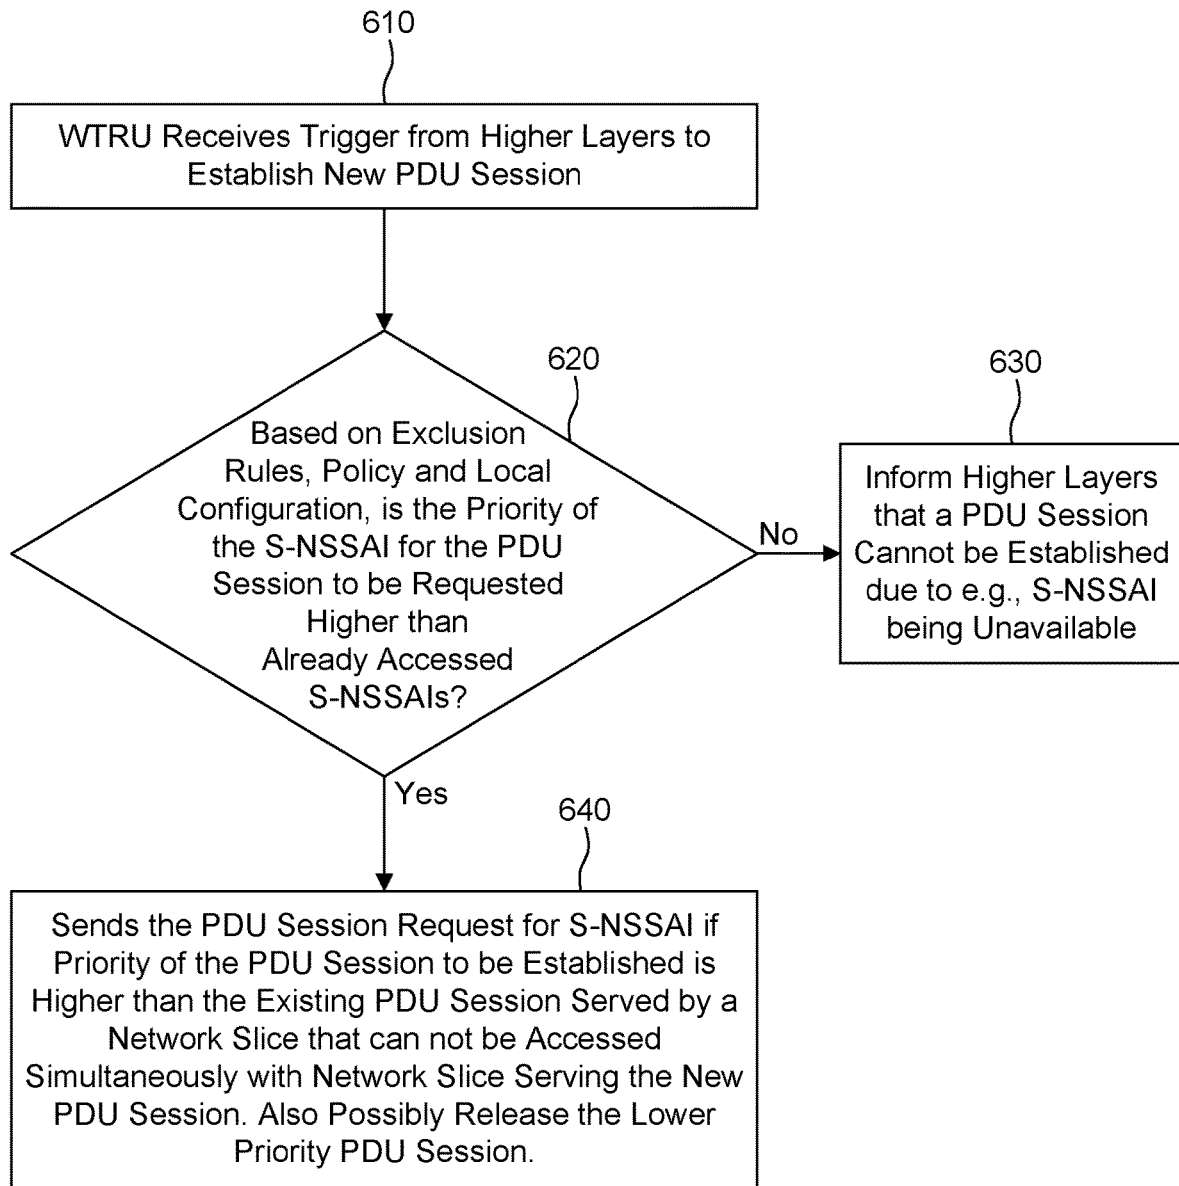 610
WTRU Receives Trigger from Higher Layers to
Establish New PDU Session
620
Based on Exclusion
Rules, Policy and Local
Configuration, is the Priority of
the S-NSSAI for the PDU
Session to be Requested
Higher than
Already Accessed
S-NSSAIs?
No
630
Inform Higher Layers
that a PDU Session
Cannot be Established
due to e.g., S-NSSAI
being Unavailable
Yes
640
Sends the PDU Session Request for S-NSSAI if
Priority of the PDU Session to be Established is
Higher than the Existing PDU Session Served by a
Network Slice that can not be Accessed
Simultaneously with Network Slice Serving the New
PDU Session. Also Possibly Release the Lower
Priority PDU Session.